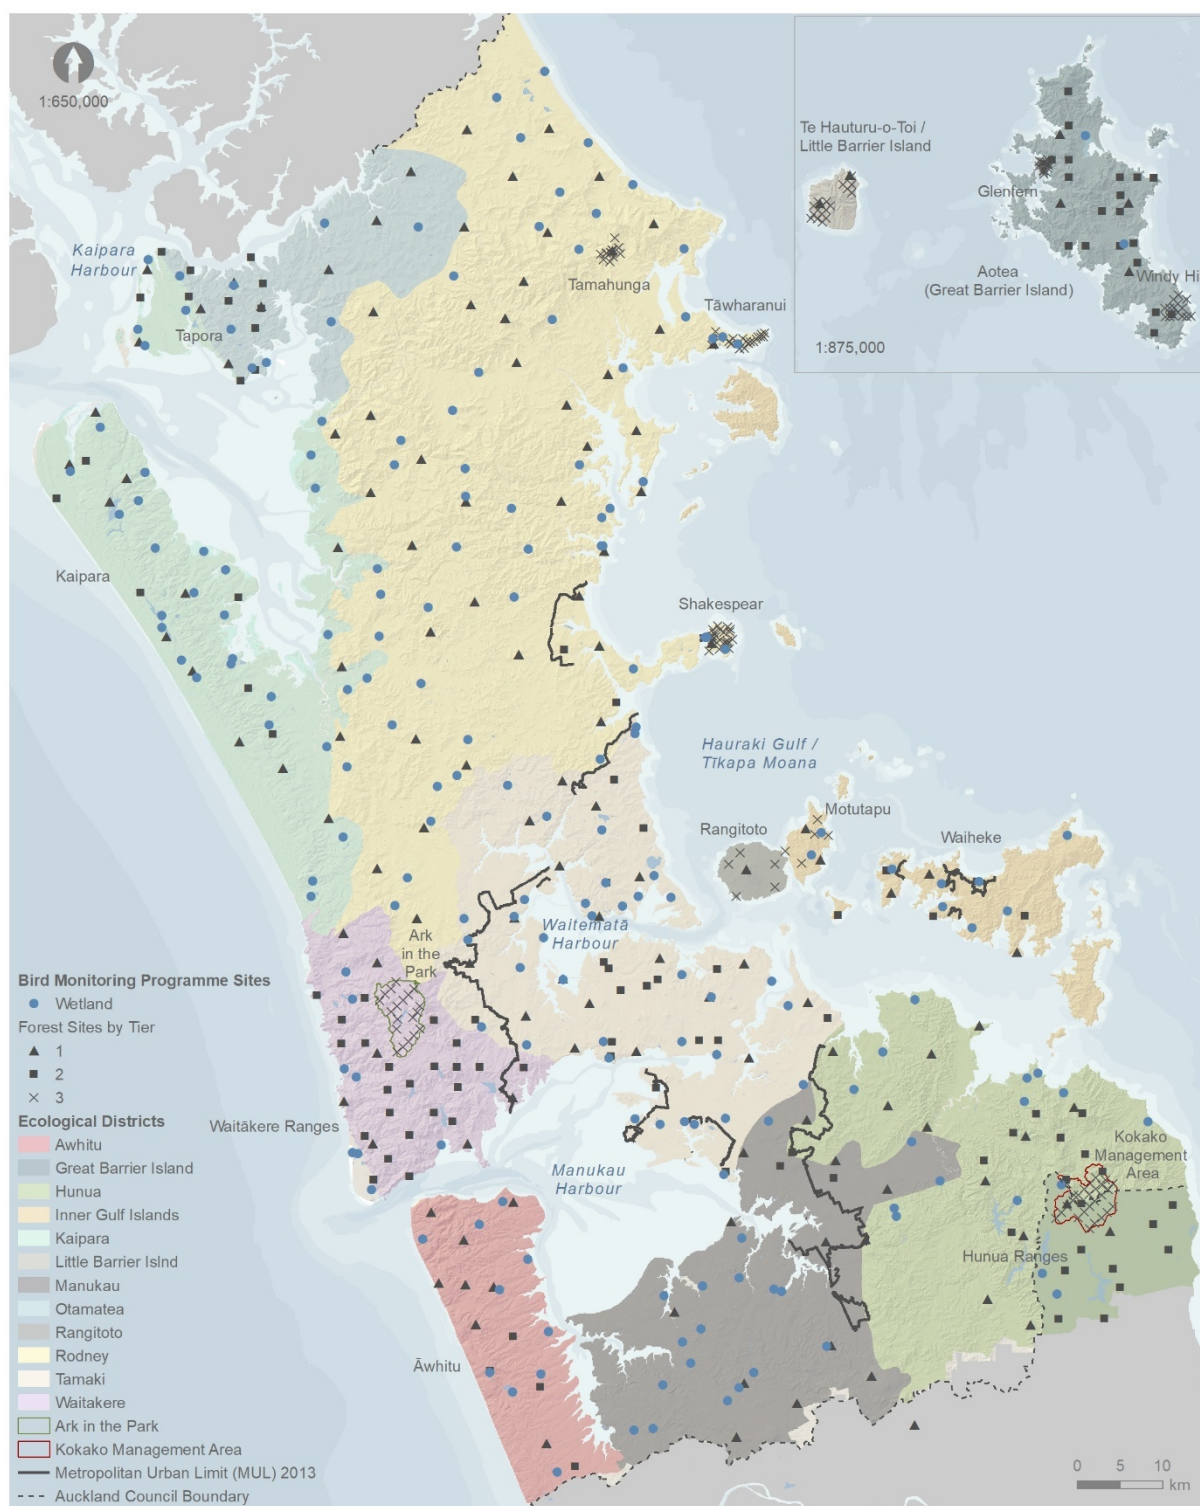 1:650,000
Te Hauturu-o-Toi /
Little Barrier Island
Glenfern
Aotea
(Great Barrier Island)
Windy Hi
1:875,000
Kaipara
Harbour
Tapora
Tamahunga
Tāwharanui
Kaipara
Shakespear
Hauraki Gulf /
Tīkapa Moana
Motutapu
Rangitoto
Waiheke
Waitematā
Harbour
Ark
in the
Park
Waitākere Ranges
Manukau
Harbour
Kokako
Management
Area
Hunua Ranges
Āwhitu
Bird Monitoring Programme Sites
Wetland
Forest Sites by Tier
1
2
3
Ecological Districts
Awhitu
Great Barrier Island
Hunua
Inner Gulf Islands
Kaipara
Little Barrier Islnd
Manukau
Otamatea
Rangitoto
Rodney
Tamaki
Waitakere
Ark in the Park
Kokako Management Area
Metropolitan Urban Limit (MUL) 2013
Auckland Council Boundary
0 5 10
km